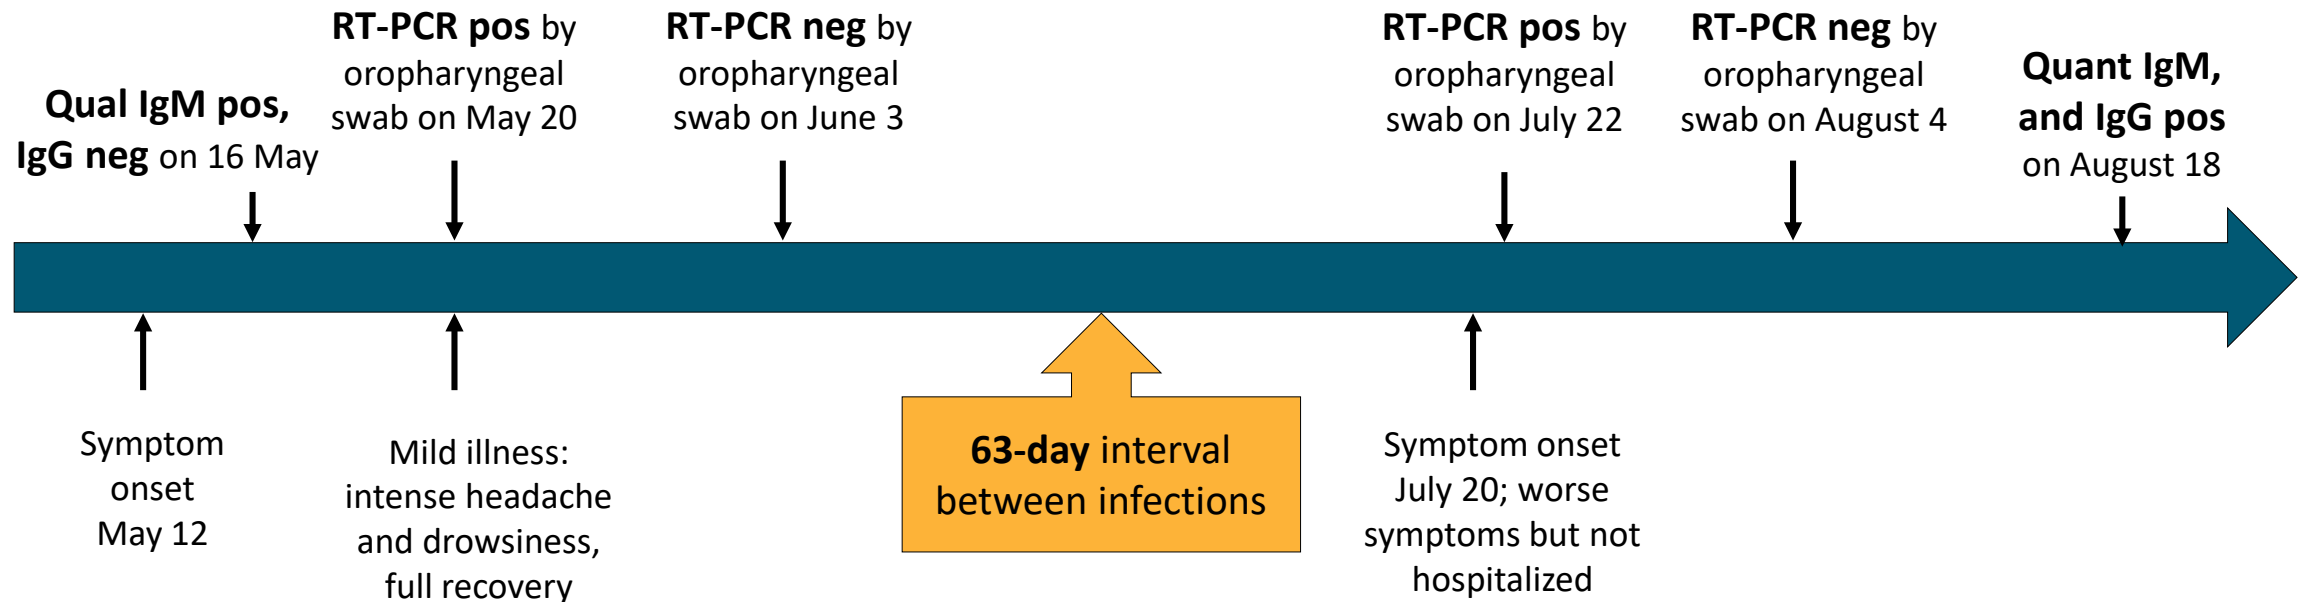 Qual IgM pos,
IgG neg on 16 May
RT-PCR pos by
oropharyngeal
swab on May 20
RT-PCR neg by
oropharyngeal
swab on June 3
RT-PCR pos by
oropharyngeal
swab on July 22
RT-PCR neg by
oropharyngeal
swab on August 4
Quant IgM,
and IgG pos
on August 18
Symptom
onset
May 12
Mild illness:
intense headache
and drowsiness,
full recovery
63-day interval
between infections
Symptom onset
July 20; worse
symptoms but not
hospitalized